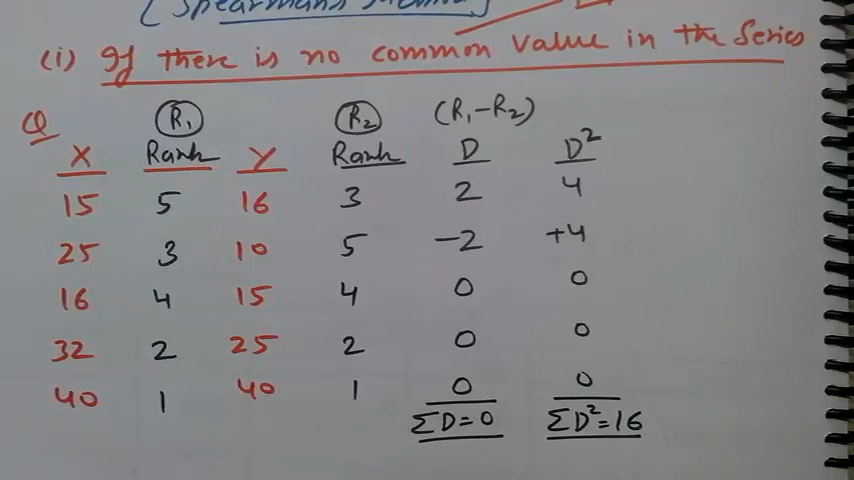 (i) If there is no common value in the Series
Q R₁ R₂ (R₁-R₂)
X Rank Y Rank D D²
15 5 16 3 2 4
25 3 10 5 -2 +4
16 4 15 4 0 0
32 2 25 2 0 0
40 1 40 1 0 0
ΣD=0 ΣD²=16